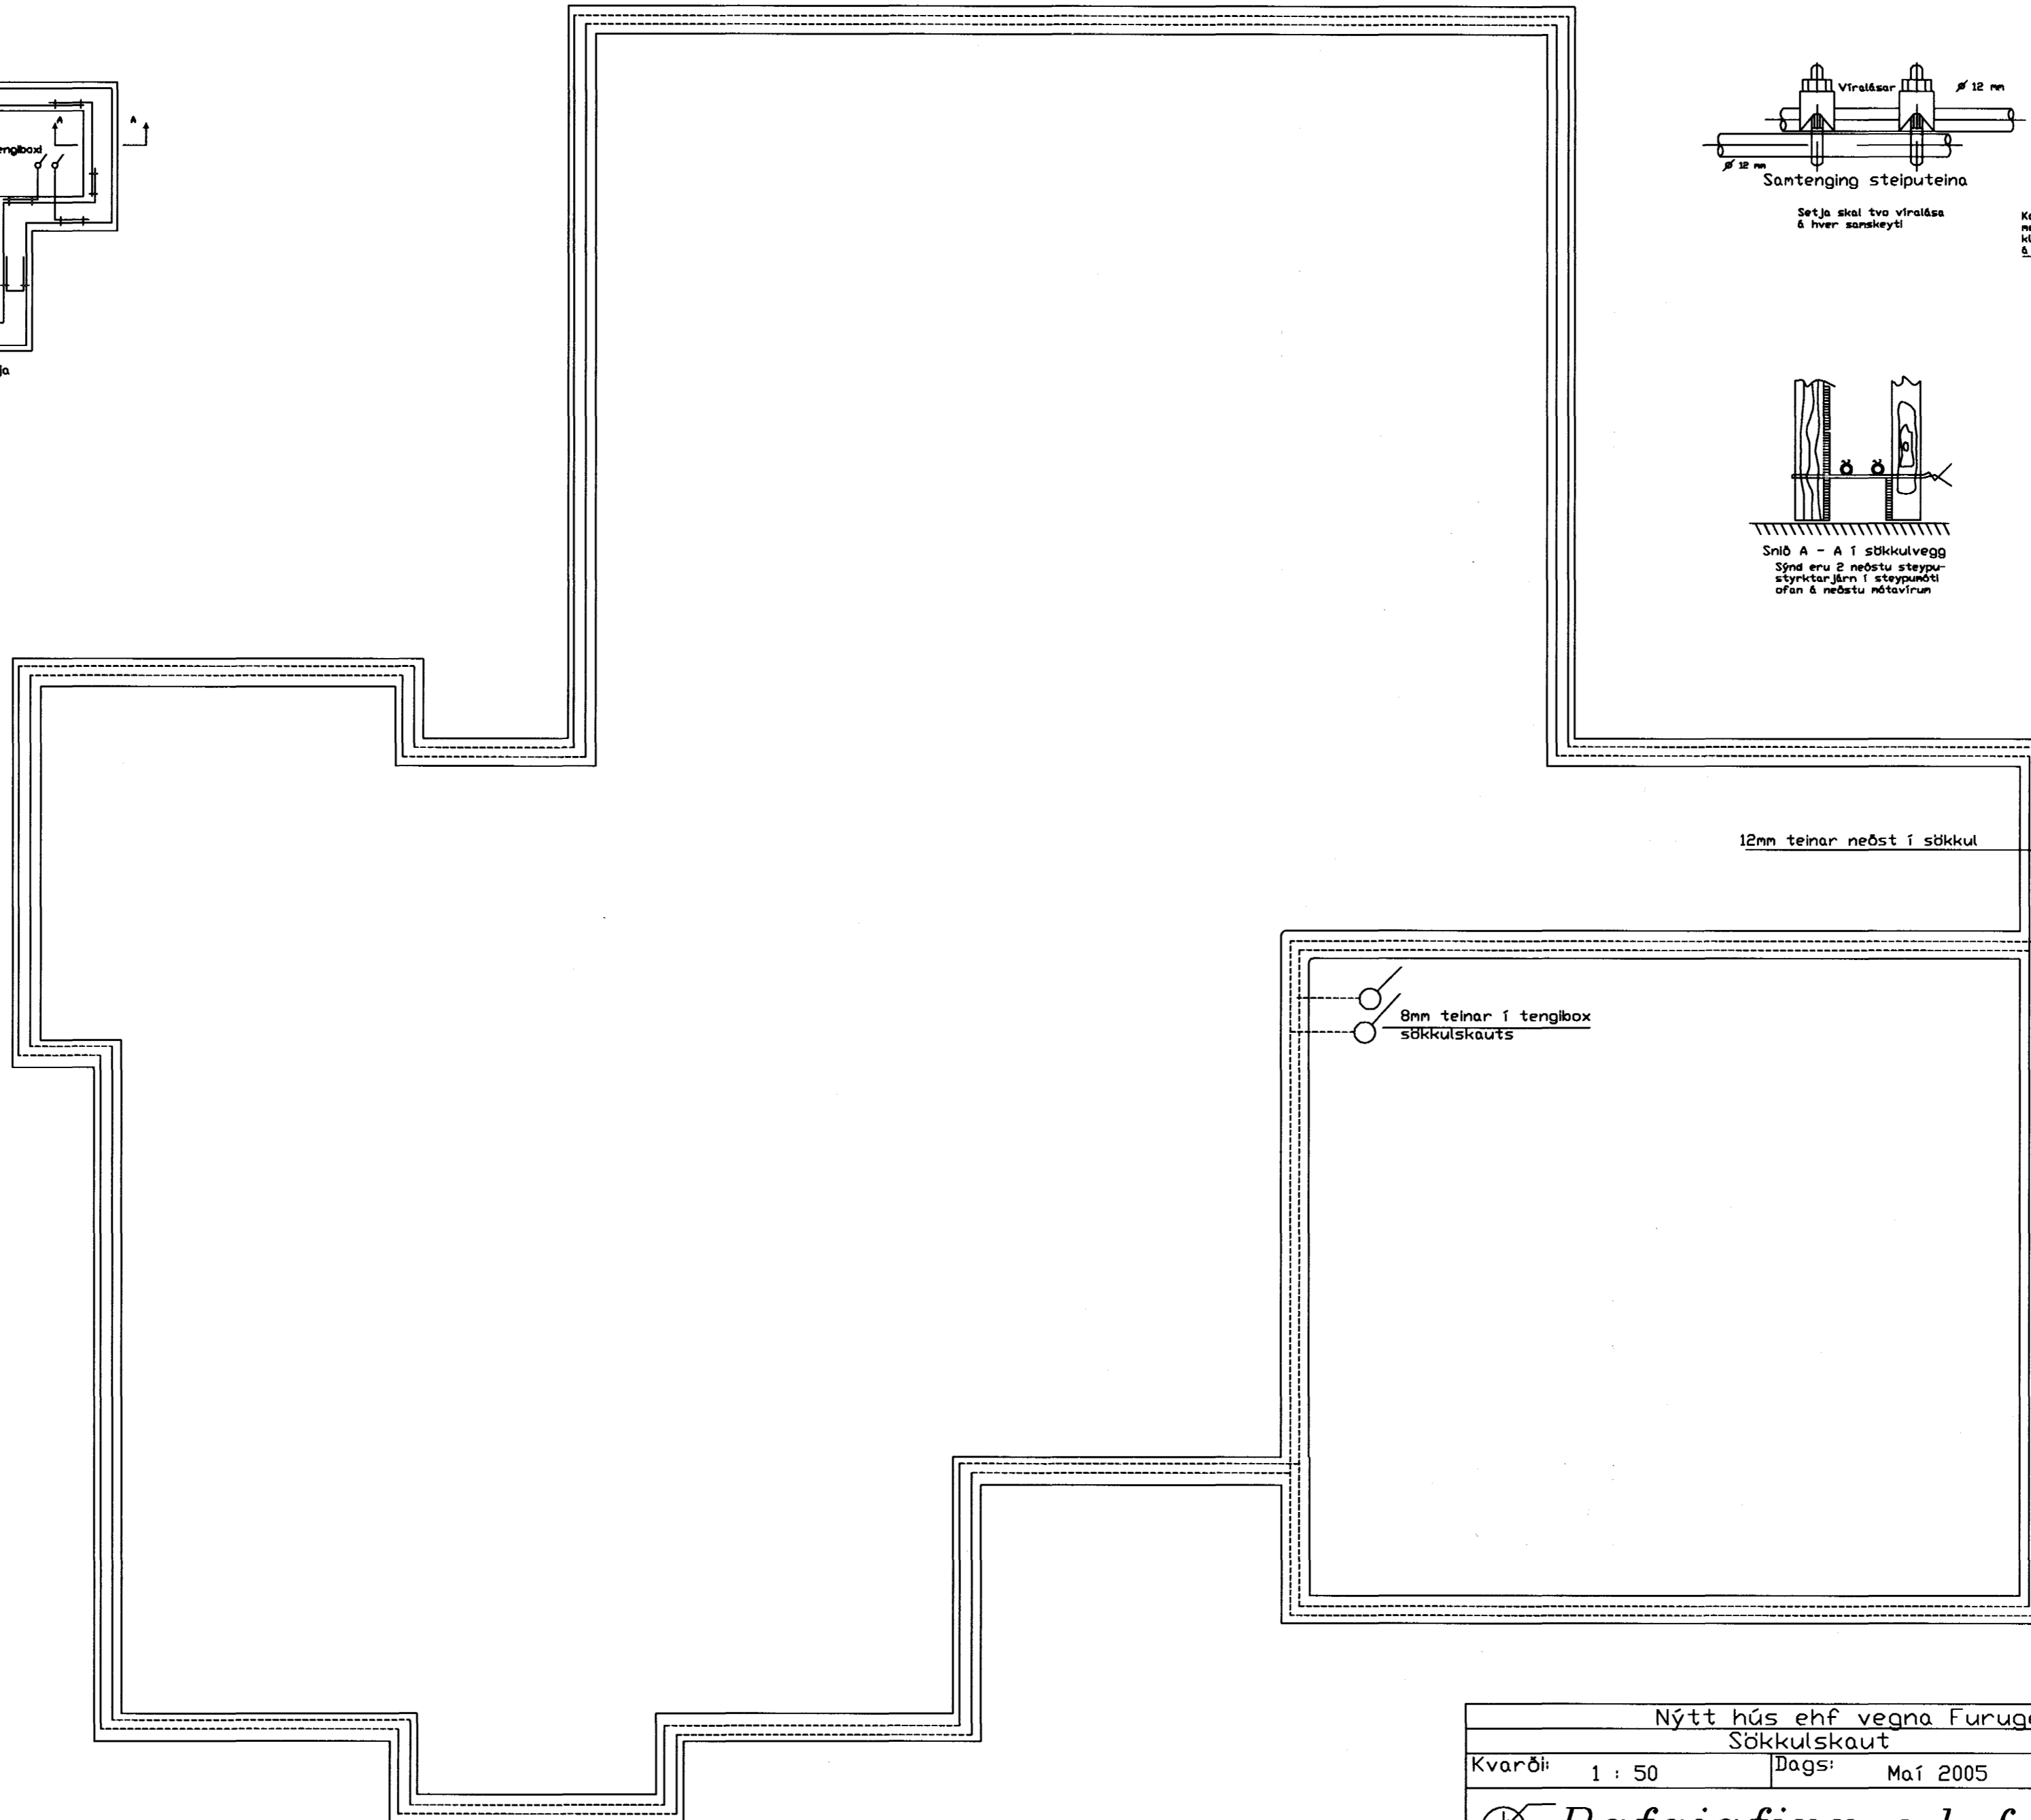 A A
Víralásar
ø 12 mm
ø 12 mm
Samtenging steiputeina
Setja skal tvo víralása
á hver samskeyti
Snið A - A í sökkulvegg
Sýnd eru 2 neðstu steypu-
styrktarjárn í steypumóti
ofan á neðstu mótavírum
12mm teinar neðst í sökkul
8mm teinar í tengibox
sökkulskauts
Nýtt hús ehf vegna
Sökkulskaut
Kvarði: 1 : 50 Dags: Maí 2005